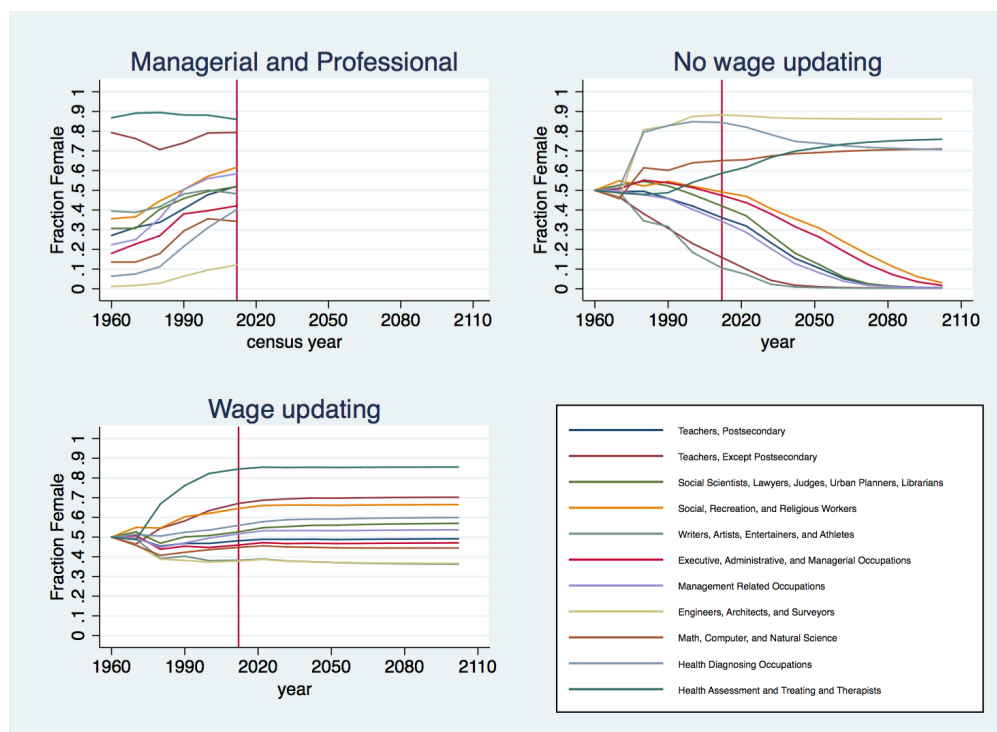 Managerial and Professional
Fraction Female
0 .1 .2 .3 .4 .5 .6 .7 .8 .9 1
1960 1990 2020 2050 2080 2110
census year
No wage updating
Fraction Female
0 .1 .2 .3 .4 .5 .6 .7 .8 .9 1
1960 1990 2020 2050 2080 2110
year
Wage updating
Fraction Female
0 .1 .2 .3 .4 .5 .6 .7 .8 .9 1
1960 1990 2020 2050 2080 2110
year
Teachers, Postsecondary
Teachers, Except Postsecondary
Social Scientists, Lawyers, Judges, Urban Planners, Librarians
Social, Recreation, and Religious Workers
Writers, Artists, Entertainers, and Athletes
Executive, Administrative, and Managerial Occupations
Management Related Occupations
Engineers, Architects, and Surveyors
Math, Computer, and Natural Science
Health Diagnosing Occupations
Health Assessment and Treating and Therapists